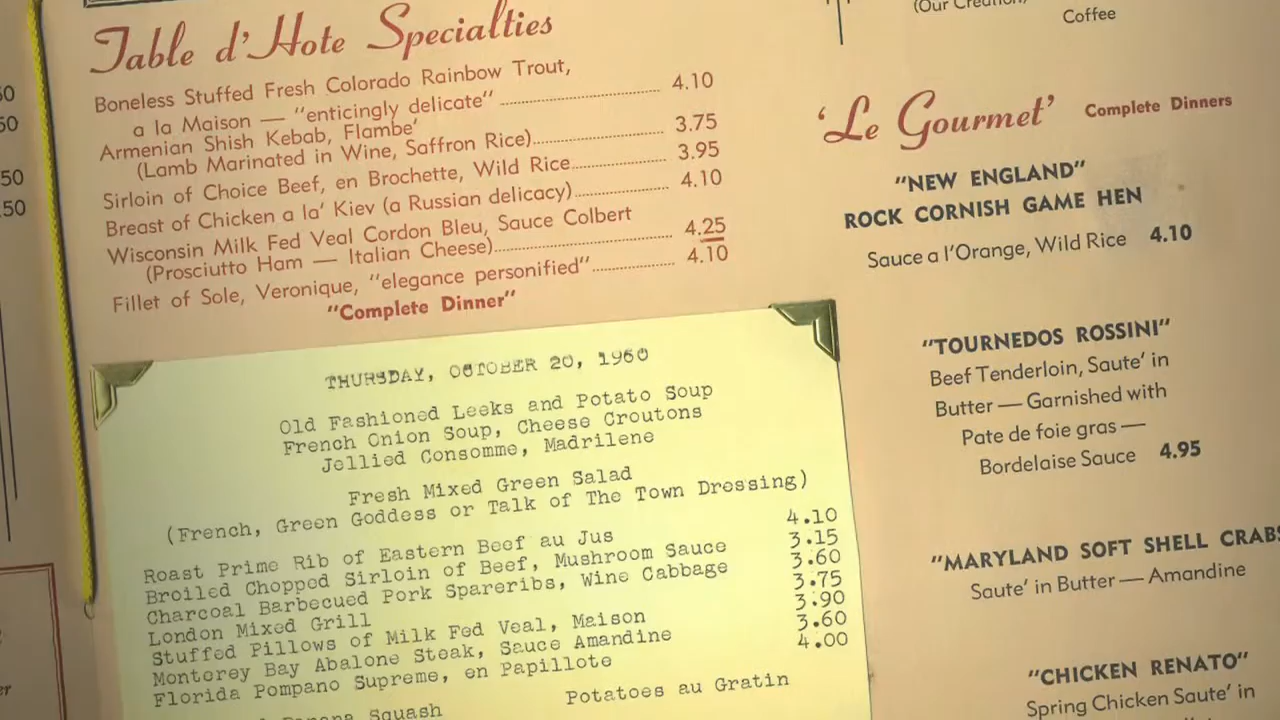 50
50
50
.50
er
Table d'Hote Specialties
Boneless Stuffed Fresh Colorado Rainbow Trout,
a la Maison — "enticingly delicate" 4.10
Armenian Shish Kebab, Flambe'
(Lamb Marinated in Wine, Saffron Rice) 3.75
Sirloin of Choice Beef, en Brochette, Wild Rice 3.95
Breast of Chicken a la' Kiev (a Russian delicacy) 4.10
Wisconsin Milk Fed Veal Cordon Bleu, Sauce Colbert
(Prosciutto Ham — Italian Cheese) 4.25
Fillet of Sole, Veronique, "elegance personified" 4.10
"Complete Dinner"
THURSDAY, OCTOBER 20, 1960
Old Fashioned Leeks and Potato Soup
French Onion Soup, Cheese Croutons
Jellied Consomme, Madrilene
Fresh Mixed Green Salad
(French, Green Goddess or Talk of The Town Dressing)
Roast Prime Rib of Eastern Beef au Jus 4.10
Broiled Chopped Sirloin of Beef, Mushroom Sauce 3.15
Charcoal Barbecued Pork Spareribs, Wine Cabbage 3.60
London Mixed Grill 3.75
Stuffed Pillows of Milk Fed Veal, Maison 3.90
Monterey Bay Abalone Steak, Sauce Amandine 3.60
Florida Pompano Supreme, en Papillote 4.00
Potatoes au Gratin
Squash
(Our Creation)
Coffee
'Le Gourmet' Complete Dinners
"NEW ENGLAND"
ROCK CORNISH GAME HEN
Sauce a l'Orange, Wild Rice 4.10
"TOURNEDOS ROSSINI"
Beef Tenderloin, Saute' in
Butter — Garnished with
Pate de foie gras —
Bordelaise Sauce 4.95
"MARYLAND SOFT SHELL CRABS
Saute' in Butter — Amandine
"CHICKEN RENATO"
Spring Chicken Saute' in